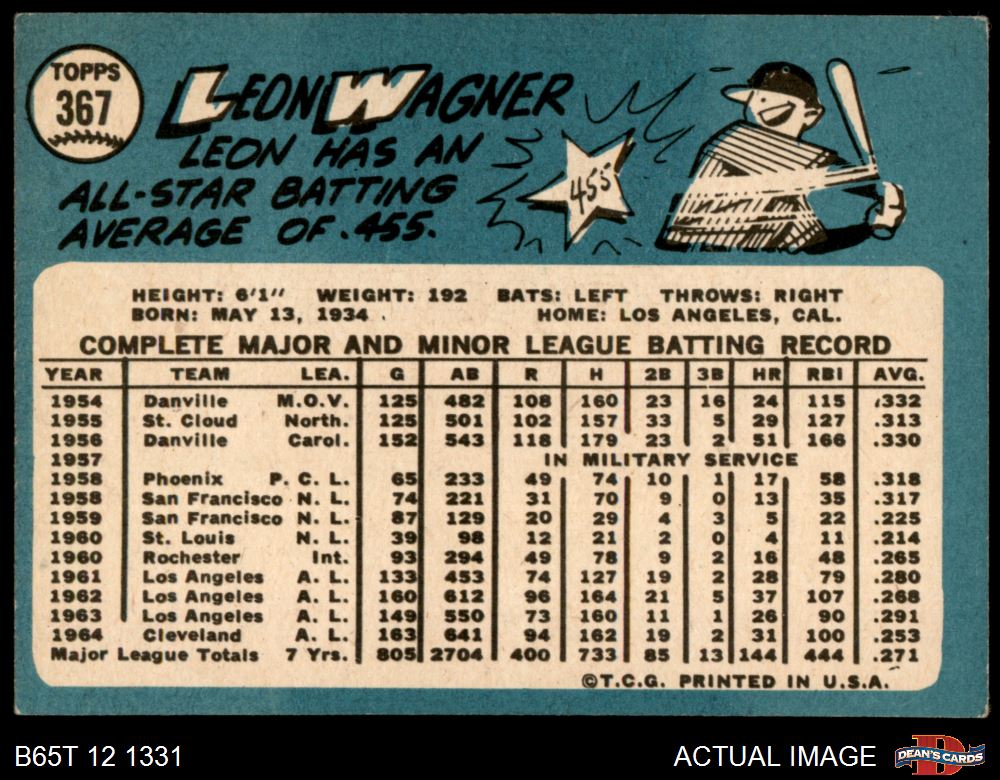 TOPPS
367
LEON WAGNER
LEON HAS AN
ALL-STAR BATTING
AVERAGE OF .455.
455
HEIGHT: 6'1" WEIGHT: 192 BATS: LEFT THROWS: RIGHT
BORN: MAY 13, 1934 HOME: LOS ANGELES, CAL.
COMPLETE MAJOR AND MINOR LEAGUE BATTING RECORD
YEAR TEAM LEA. G AB R H 2B 3B HR RBI AVG.
1954 Danville M.O.V. 125 482 108 160 23 16 24 115 .332
1955 St. Cloud North. 125 501 102 157 33 5 29 127 .313
1956 Danville Carol. 152 543 118 179 23 2 51 166 .330
1957 IN MILITARY SERVICE
1958 Phoenix P. C. L. 65 233 49 74 10 1 17 58 .318
1958 San Francisco N. L. 74 221 31 70 9 0 13 35 .317
1959 San Francisco N. L. 87 129 20 29 4 3 5 22 .225
1960 St. Louis N. L. 39 98 12 21 2 0 4 11 .214
1960 Rochester Int. 93 294 49 78 9 2 16 48 .265
1961 Los Angeles A. L. 133 453 74 127 19 2 28 79 .280
1962 Los Angeles A. L. 160 612 96 164 21 5 37 107 .268
1963 Los Angeles A. L. 149 550 73 160 11 1 26 90 .291
1964 Cleveland A. L. 163 641 94 162 19 2 31 100 .253
Major League Totals 7 Yrs. 805 2704 400 733 85 13 144 444 .271
©T.C.G. PRINTED IN U.S.A.
B65T 12 1331 ACTUAL IMAGE DEAN'S CARDS